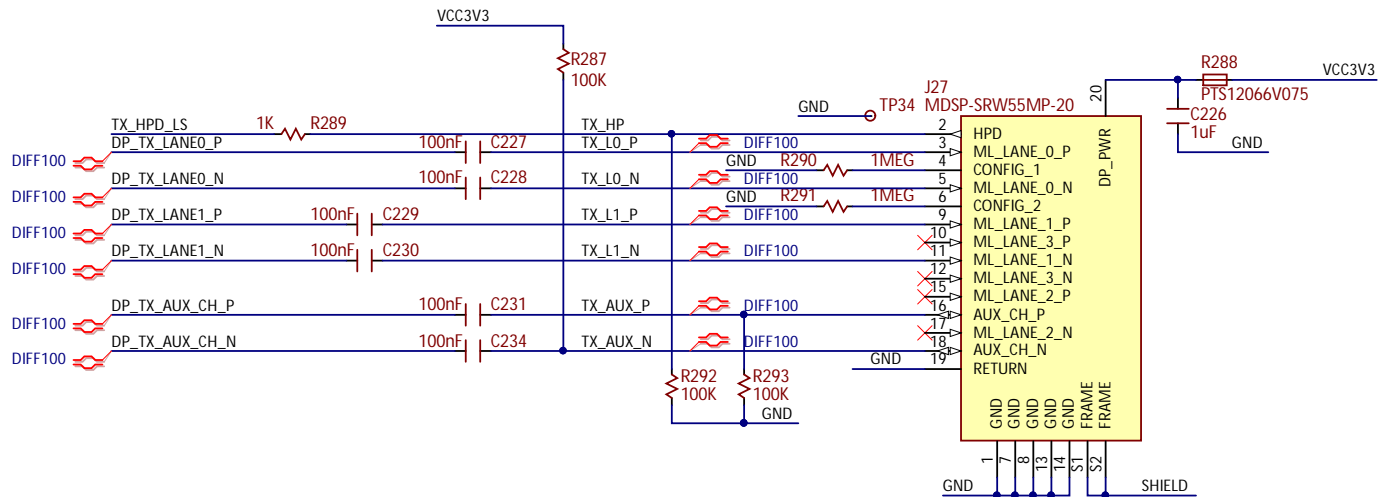 VCC3V3
R287
100K
R288
VCC3V3
PTS12066V075
20
C226
1uF
GND
J27
GND
TP34
MDSP-SRW55MP-20
TX_HPD_LS
1K
R289
TX_HP
2
HPD
DP_PWR
DIFF100
DP_TX_LANE0_P
100nF
C227
TX_L0_P
DIFF100
3
ML_LANE_0_P
GND
R290
1MEG
4
CONFIG_1
DIFF100
DP_TX_LANE0_N
100nF
C228
TX_L0_N
DIFF100
5
ML_LANE_0_N
GND
R291
1MEG
6
CONFIG_2
DIFF100
DP_TX_LANE1_P
100nF
C229
TX_L1_P
DIFF100
9
ML_LANE_1_P
10
ML_LANE_3_P
DIFF100
DP_TX_LANE1_N
100nF
C230
TX_L1_N
DIFF100
11
ML_LANE_1_N
12
ML_LANE_3_N
15
ML_LANE_2_P
DIFF100
DP_TX_AUX_CH_P
100nF
C231
TX_AUX_P
DIFF100
16
AUX_CH_P
17
ML_LANE_2_N
DIFF100
DP_TX_AUX_CH_N
100nF
C234
TX_AUX_N
DIFF100
18
AUX_CH_N
GND
19
RETURN
R292
100K
R293
100K
GND
GND
GND
GND
GND
GND
FRAME
FRAME
1
7
8
13
14
S1
S2
GND
SHIELD